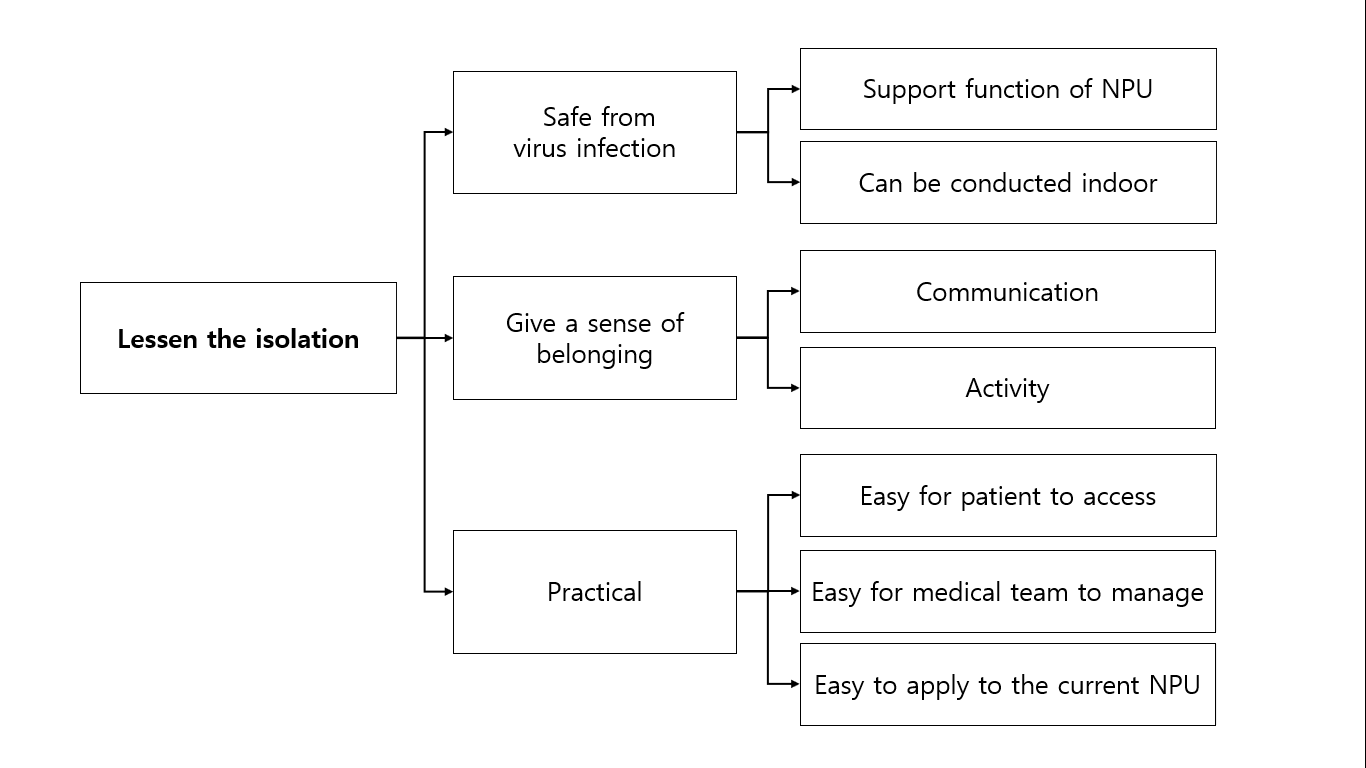 Lessen the isolation
Safe from
virus infection
Support function of NPU
Can be conducted indoor
Give a sense of
belonging
Communication
Activity
Practical
Easy for patient to access
Easy for medical team to manage
Easy to apply to the current NPU